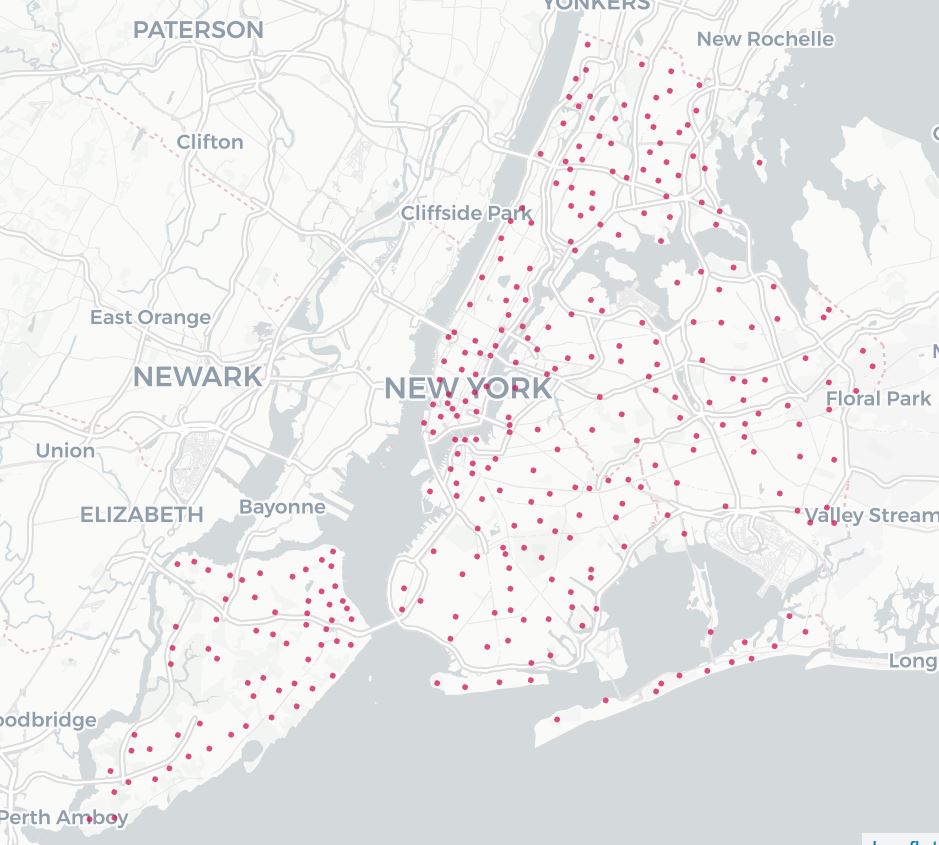 YONKERS
PATERSON
New Rochelle
Clifton
Cliffside Park
East Orange
NEWARK
NEW YORK
Floral Park
Union
ELIZABETH
Bayonne
Valley Stream
Long
oodbridge
Perth Amboy